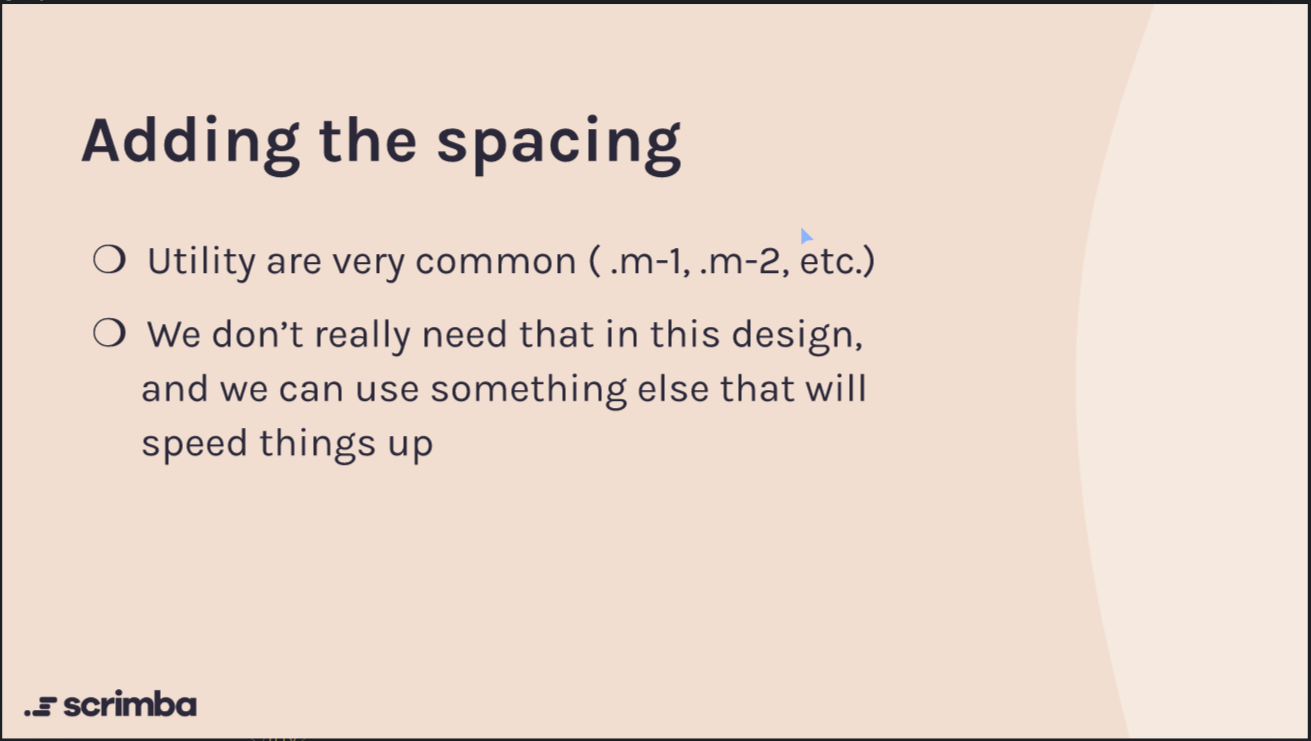 Adding the spacing
❍ Utility are very common ( .m-1, .m-2, etc.)
❍ We don’t really need that in this design,
and we can use something else that will
speed things up
scrimba